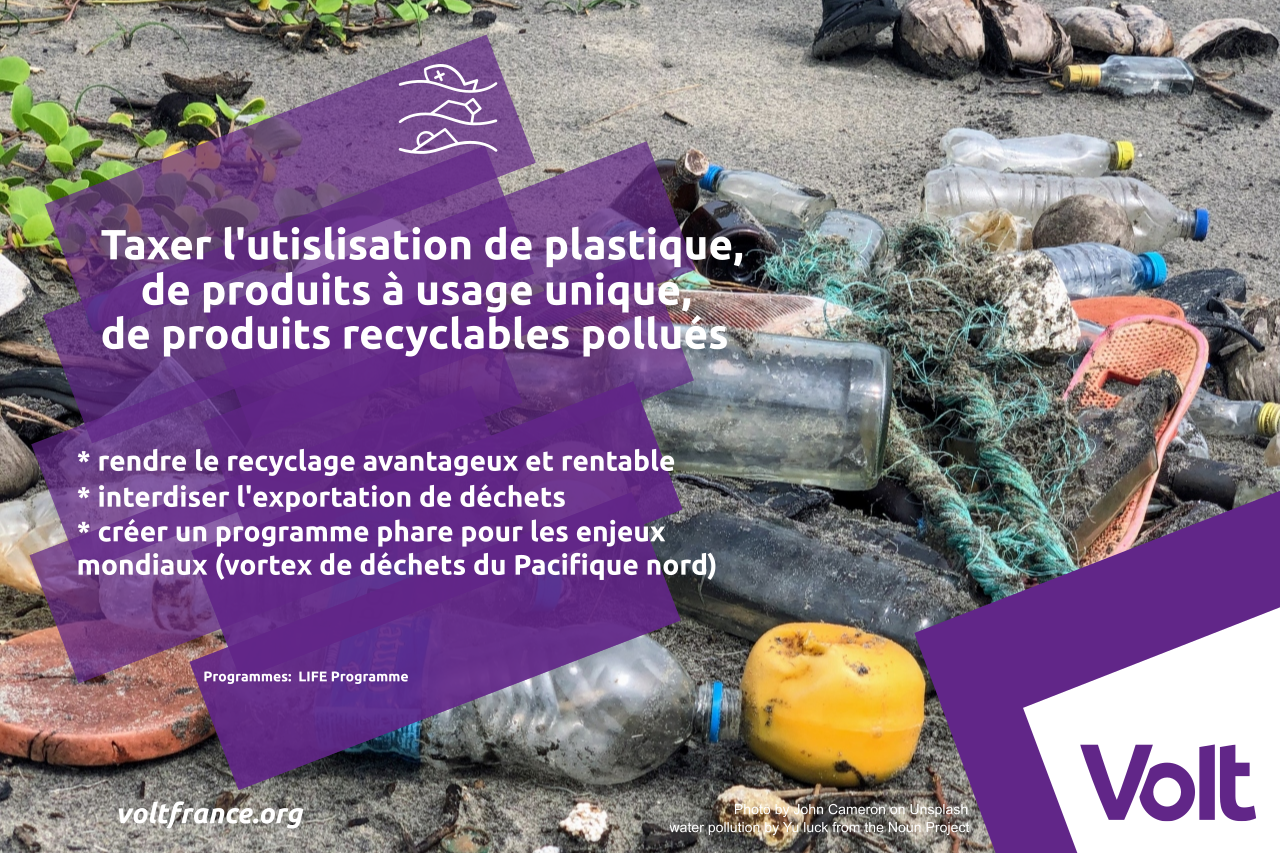 Taxer l'utislisation de plastique,
de produits à usage unique,
de produits recyclables pollués
* rendre le recyclage avantageux et rentable
* interdiser l'exportation de déchets
* créer un programme phare pour les enjeux
mondiaux (vortex de déchets du Pacifique nord)
Programmes: LIFE Programme
voltfrance.org
Photo by John Cameron on Unsplash
water pollution by Yu luck from the Noun Project
Volt